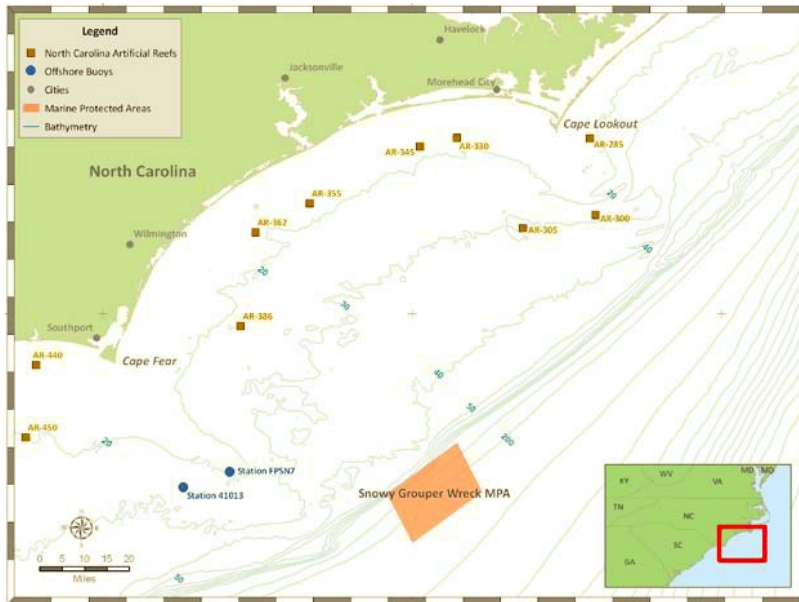 Legend
North Carolina Artificial Reefs
Offshore Buoys
Cities
Marine Protected Areas
Bathymetry
Havelock
Jacksonville
Morehead City
Cape Lookout
AR-345
AR-330
AR-285
North Carolina
AR-355
20
AR-362
AR-300
AR-305
Wilmington
40
20
30
AR-386
Southport
Cape Fear
AR-440
40
50
AR-450
20
200
Station FPSN7
Station 41013
Snowy Grouper Wreck MPA
N
W
E
S
0 5 10 20
Miles
50
KY
WV
VA
MD
MD
TN
NC
SC
GA